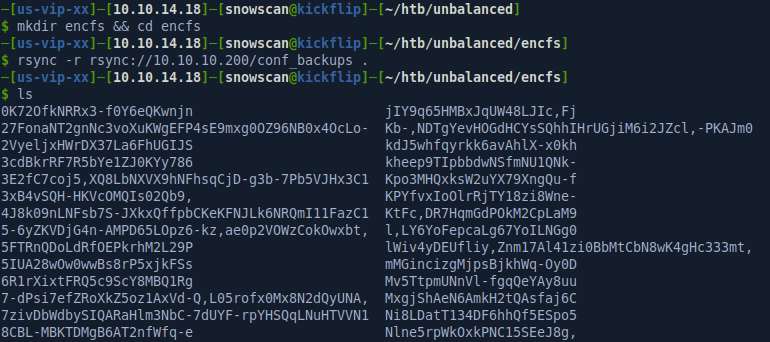 ─[us-vip-xx]─[10.10.14.18]─[snowscan@kickflip]─[~/htb/unbalanced]
$ mkdir encfs && cd encfs
─[us-vip-xx]─[10.10.14.18]─[snowscan@kickflip]─[~/htb/unbalanced/encfs]
$ rsync -r rsync://10.10.10.200/conf_backups .
─[us-vip-xx]─[10.10.14.18]─[snowscan@kickflip]─[~/htb/unbalanced/encfs]
$ ls
0K72OfkNRRx3-f0Y6eQKwnjn jIY9q65HMBxJqUW48LJIc,Fj
27FonaNT2gnNc3voXuKWgEFP4sE9mxg0OZ96NB0x4OcLo- Kb-,NDTgYevHOGdHCYsSQhhIHrUGjiM6i2JZcl,-PKAJm0
2VyeljxHWrDX37La6FhUGIJS kdJ5whfqyrkk6avAhlX-x0kh
3cdBkrRF7R5bYe1ZJ0KYy786 kheep9TIpbbdwNSfmNU1QNk-
3E2fC7coj5,XQ8LbNXVX9hNFhsqCjD-g3b-7Pb5VJHx3C1 Kpo3MHQxksW2uYX79XngQu-f
3xB4vSQH-HKVcOMQIs02Qb9, KPYfvxIoOlrRjTY18zi8Wne-
4J8k09nLNFsb7S-JXkxQffpbCKeKFNJLk6NRQmI11FazC1 KtFc,DR7HqmGdPOkM2CpLaM9
5-6yZKVDjG4n-AMPD65LOpz6-kz,ae0p2VOWzCokOwxbt, l,LY6YoFepcaLg67YoILNGg0
5FTRnQDoLdRfOEPkrhM2L29P lWiv4yDEUfliy,Znm17Al41zi0BbMtCbN8wK4gHc333mt,
5IUA28wOw0wwBs8rP5xjkFSs mMGincizgMjpsBjkhWq-Oy0D
6R1rXixtFRQ5c9ScY8MBQ1Rg Mv5TtpmUNnVl-fgqQeYAy8uu
7-dPsi7efZRoXkZ5oz1AxVd-Q,L05rofx0Mx8N2dQyUNA, MxgjShAeN6AmkH2tQAsfaj6C
7zivDbWdbySIQARaHlm3NbC-7dUYF-rpYHSQqLNuHTVVN1 Ni8LDatT134DF6hhQf5ESpo5
8CBL-MBKTDMgB6AT2nfWfq-e Nlne5rpWkOxkPNC15SEeJ8g,